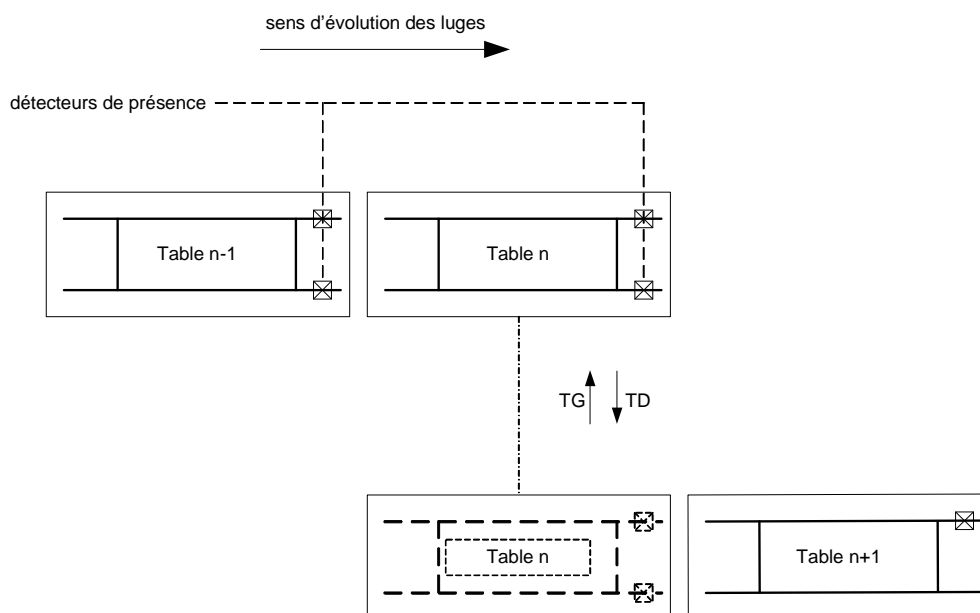 sens d'évolution des luges
détecteurs de présence
Table n-1
Table n
TG
TD
Table n
Table n+1